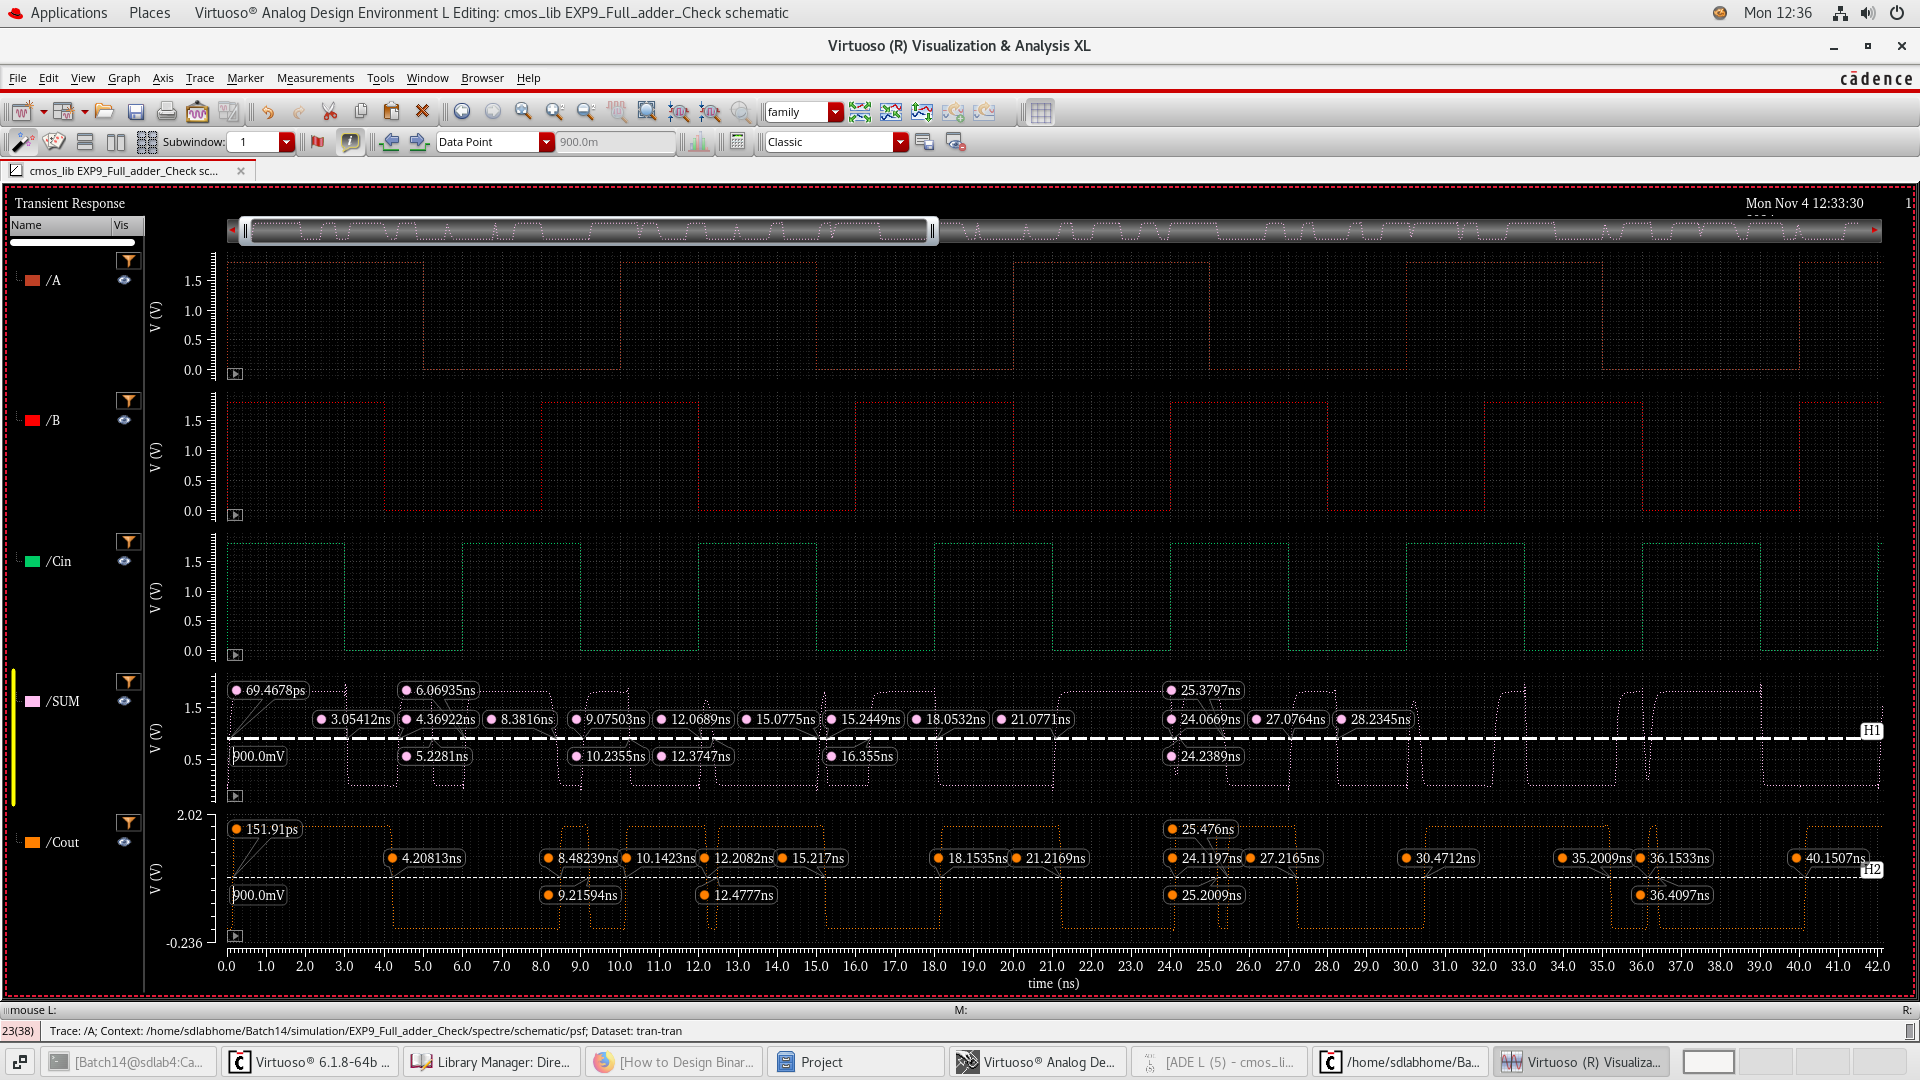 Applications Places Virtuoso® Analog Design Environment L Editing: cmos_lib EXP9_Full_adder_Check schematic Mon 12:36
Virtuoso (R) Visualization & Analysis XL
File Edit View Graph Axis Trace Marker Measurements Tools Window Browser Help cādence
family
Subwindow: 1 Data Point 900.0m Classic
cmos_lib EXP9_Full_adder_Check sc...
Transient Response Mon Nov 4 12:33:30 1
Name Vis
/A V (V) 1.5 1.0 0.5 0.0
/B V (V) 1.5 1.0 0.5 0.0
/Cin V (V) 1.5 1.0 0.5 0.0
/SUM V (V) 1.5 0.5
69.4678ps 6.06935ns 25.3797ns
3.05412ns 4.36922ns 8.3816ns 9.07503ns 12.0689ns 15.0775ns 15.2449ns 18.0532ns 21.0771ns 24.0669ns 27.0764ns 28.2345ns
H1
900.0mV 5.2281ns 10.2355ns 12.3747ns 16.355ns 24.2389ns
/Cout V (V) 2.02 -0.236
151.91ps 25.476ns
4.20813ns 8.48239ns 10.1423ns 12.2082ns 15.217ns 18.1535ns 21.2169ns 24.1197ns 27.2165ns 30.4712ns 35.2009ns 36.1533ns 40.1507ns
H2
900.0mV 9.21594ns 12.4777ns 25.2009ns 36.4097ns
0.0 1.0 2.0 3.0 4.0 5.0 6.0 7.0 8.0 9.0 10.0 11.0 12.0 13.0 14.0 15.0 16.0 17.0 18.0 19.0 20.0 21.0 22.0 23.0 24.0 25.0 26.0 27.0 28.0 29.0 30.0 31.0 32.0 33.0 34.0 35.0 36.0 37.0 38.0 39.0 40.0 41.0 42.0
time (ns)
mouse L: M: R:
23(38) Trace: /A; Context: /home/sdlabhome/Batch14/simulation/EXP9_Full_adder_Check/spectre/schematic/psf; Dataset: tran-tran
[Batch14@sdlab4:Ca... Virtuoso® 6.1.8-64b ... Library Manager: Dire... [How to Design Binar... Project Virtuoso® Analog De... [ADE L (5) - cmos_li... /home/sdlabhome/Ba... Virtuoso (R) Visualiza...